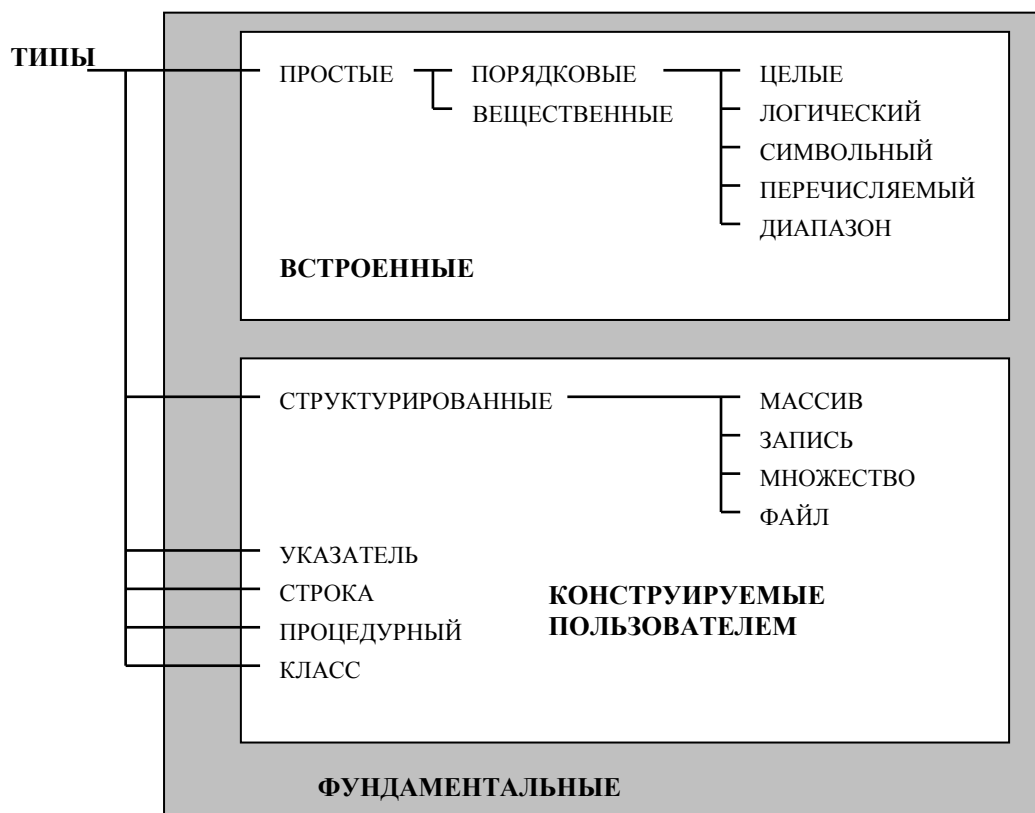 ТИПЫ
ПРОСТЫЕ ПОРЯДКОВЫЕ ЦЕЛЫЕ
ВЕЩЕСТВЕННЫЕ ЛОГИЧЕСКИЙ
СИМВОЛЬНЫЙ
ПЕРЕЧИСЛЯЕМЫЙ
ДИАПАЗОН
ВСТРОЕННЫЕ
СТРУКТУРИРОВАННЫЕ МАССИВ
ЗАПИСЬ
МНОЖЕСТВО
ФАЙЛ
УКАЗАТЕЛЬ
СТРОКА
ПРОЦЕДУРНЫЙ
КЛАСС
КОНСТРУИРУЕМЫЕ
ПОЛЬЗОВАТЕЛЕМ
ФУНДАМЕНТАЛЬНЫЕ